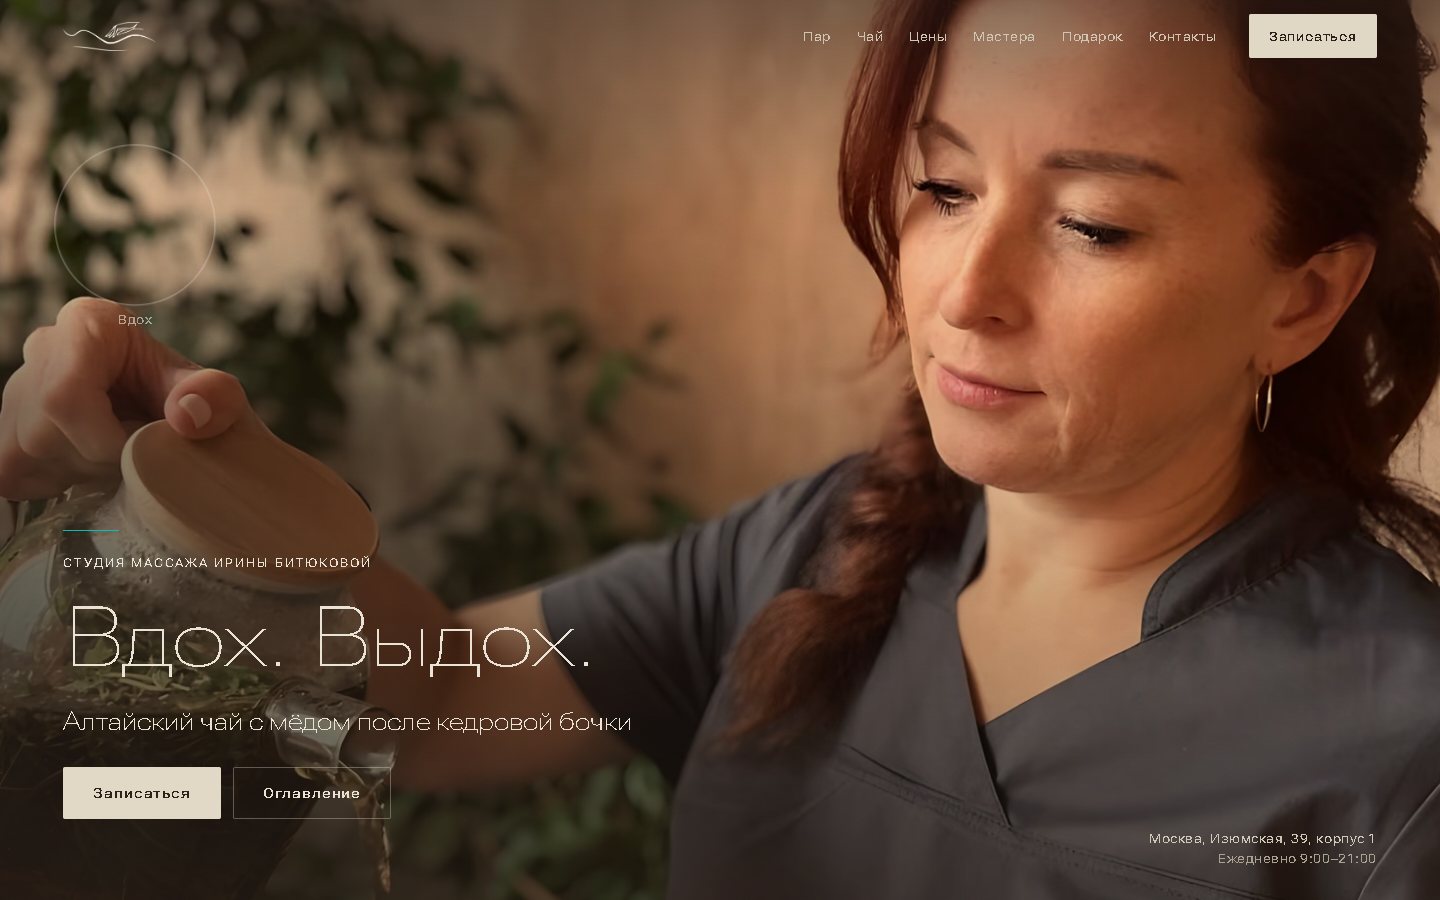 Пар Чай Цены Мастера Подарок Контакты Записаться
Вдох
СТУДИЯ МАССАЖА ИРИНЫ БИТЮКОВОЙ
Вдох. Выдох.
Алтайский чай с мёдом после кедровой бочки
Записаться Оглавление
Москва, Изюмская, 39, корпус 1
Ежедневно 9:00–21:00